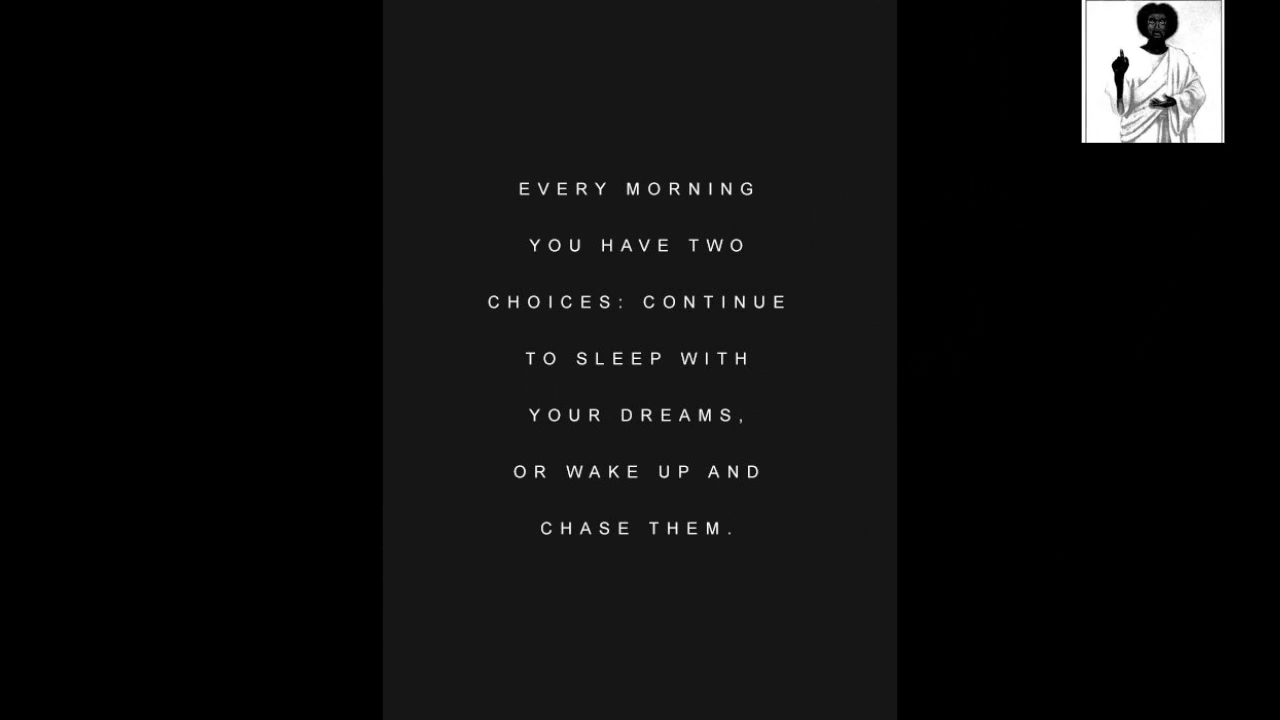 EVERY MORNING
YOU HAVE TWO
CHOICES: CONTINUE
TO SLEEP WITH
YOUR DREAMS,
OR WAKE UP AND
CHASE THEM.